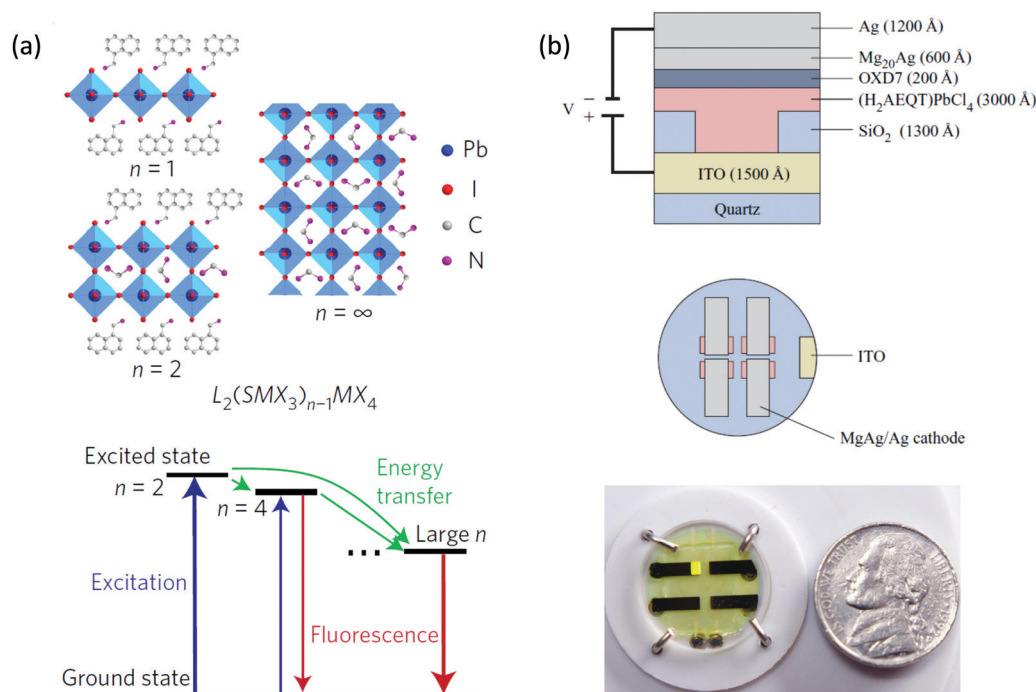 (a)
n = 1
n = 2
n = ∞
Pb
I
C
N
L2(SMX3)n−1MX4
Excited state
n = 2
n = 4
Energy
transfer
Large n
Excitation
Fluorescence
Ground state
(b)
Ag (1200 Å)
Mg20Ag (600 Å)
OXD7 (200 Å)
(H2AEQT)PbCl4 (3000 Å)
SiO2 (1300 Å)
ITO (1500 Å)
Quartz
V
−
+
ITO
MgAg/Ag cathode